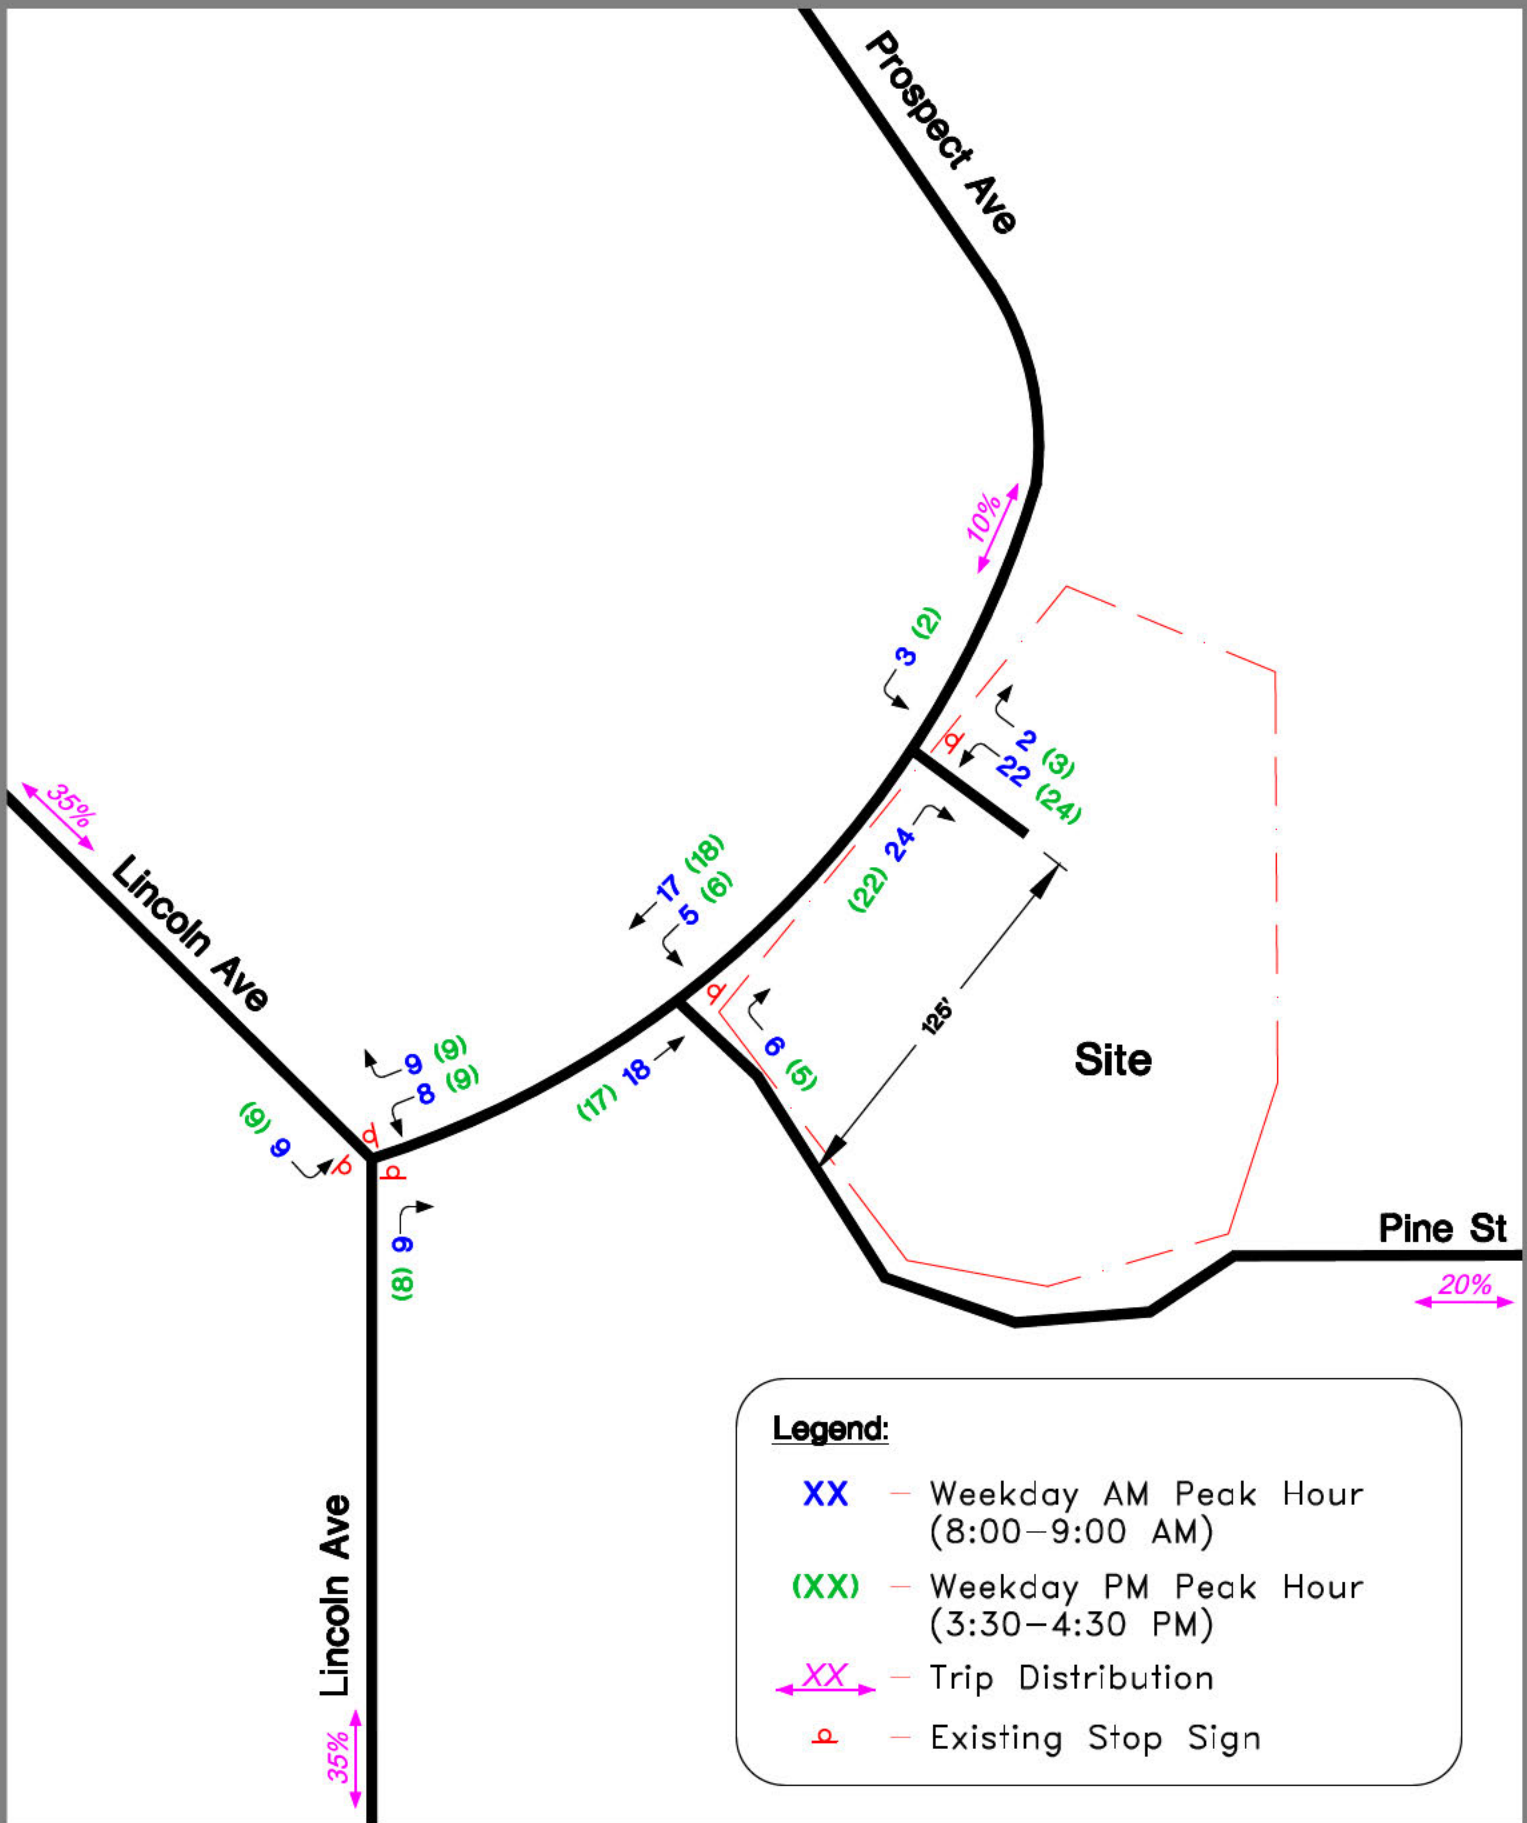 Prospect Ave
10%
3 (2)
2 (3)
22 (24)
35%
Lincoln Ave
17 (18)
5 (6)
(22) 24
125'
9 (9)
8 (9)
(9) 9
(17) 18
6 (5)
Site
9
(8)
Pine St
20%
Lincoln Ave
35%
Legend:
XX – Weekday AM Peak Hour
(8:00–9:00 AM)
(XX) – Weekday PM Peak Hour
(3:30–4:30 PM)
XX – Trip Distribution
– Existing Stop Sign